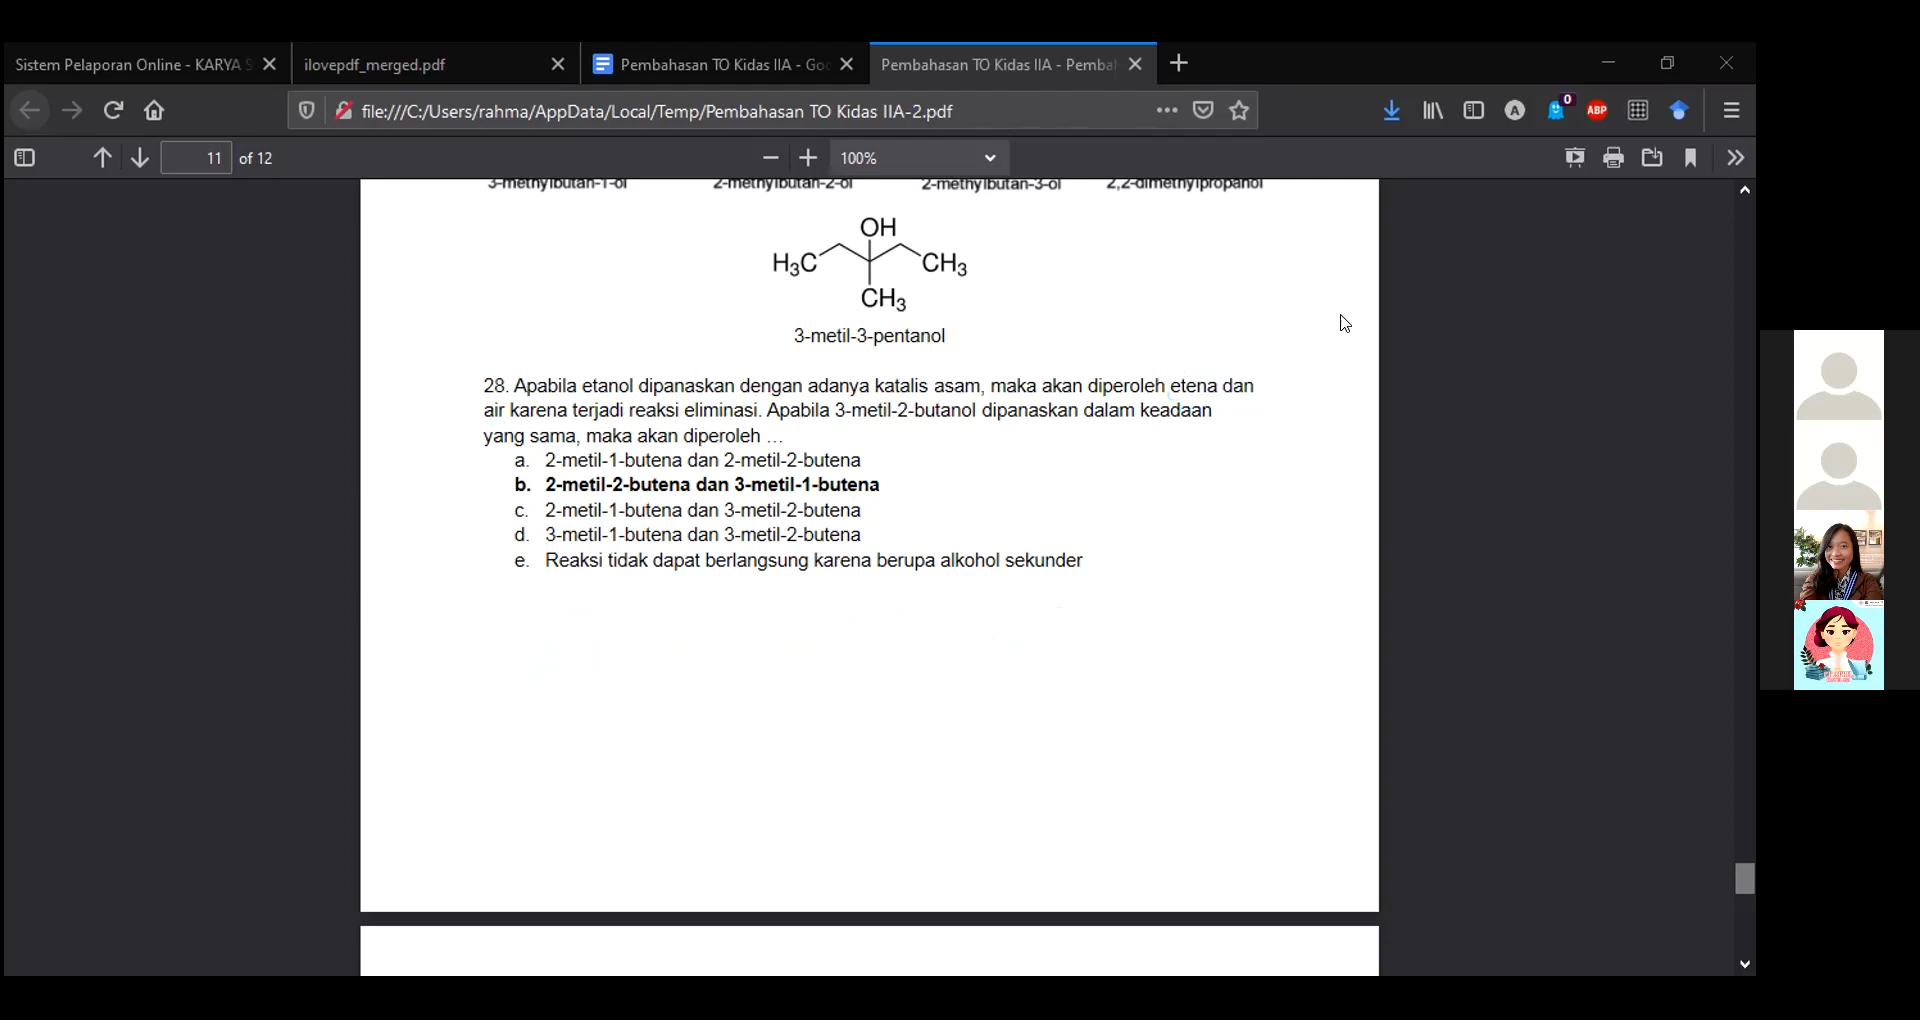 Sistem Pelaporan Online - KARYA S
ilovepdf_merged.pdf
Pembahasan TO Kidas IIA - Goo
Pembahasan TO Kidas IIA - Pembah
file:///C:/Users/rahma/AppData/Local/Temp/Pembahasan TO Kidas IIA-2.pdf
0
ABP
11 of 12
100%
3-methylbutan-1-ol 2-methylbutan-2-ol 2-methylbutan-3-ol 2,2-dimethylpropanol
OH
H₃C CH₃
CH₃
3-metil-3-pentanol
28. Apabila etanol dipanaskan dengan adanya katalis asam, maka akan diperoleh etena dan
air karena terjadi reaksi eliminasi. Apabila 3-metil-2-butanol dipanaskan dalam keadaan
yang sama, maka akan diperoleh …
a. 2-metil-1-butena dan 2-metil-2-butena
b. 2-metil-2-butena dan 3-metil-1-butena
c. 2-metil-1-butena dan 3-metil-2-butena
d. 3-metil-1-butena dan 3-metil-2-butena
e. Reaksi tidak dapat berlangsung karena berupa alkohol sekunder